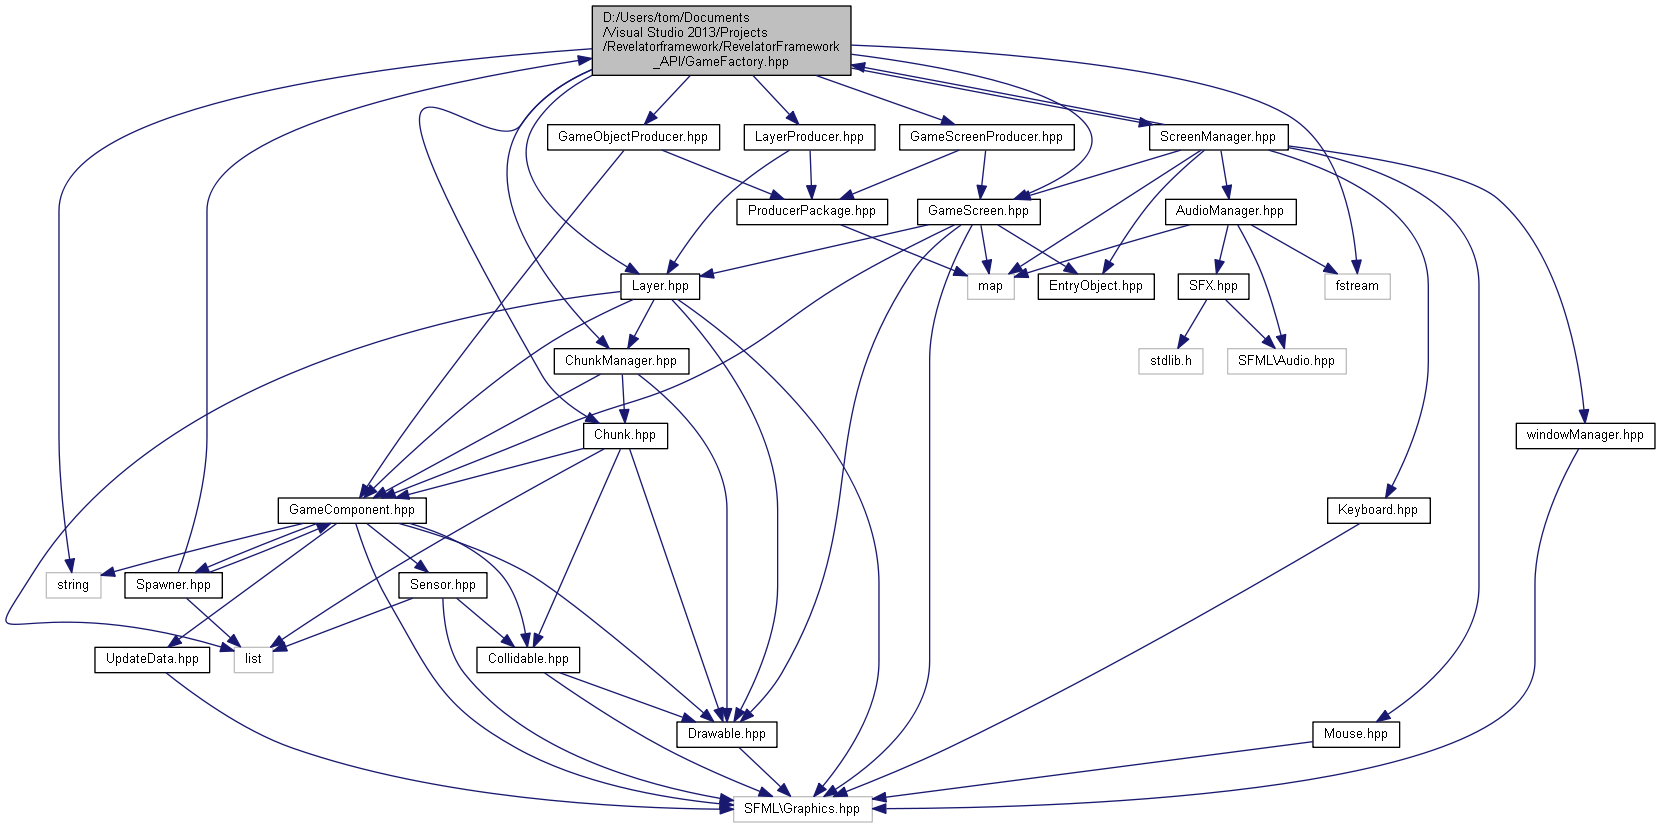 D:/Users/tom/Documents
/Visual Studio 2013/Projects
/Revelatorframework/RevelatorFramework
_API/GameFactory.hpp
GameObjectProducer.hpp
LayerProducer.hpp
GameScreenProducer.hpp
ScreenManager.hpp
ProducerPackage.hpp
GameScreen.hpp
AudioManager.hpp
Layer.hpp
map
EntryObject.hpp
SFX.hpp
fstream
ChunkManager.hpp
stdlib.h
SFML\Audio.hpp
Chunk.hpp
windowManager.hpp
GameComponent.hpp
Keyboard.hpp
string
Spawner.hpp
Sensor.hpp
UpdateData.hpp
list
Collidable.hpp
Drawable.hpp
Mouse.hpp
SFML\Graphics.hpp